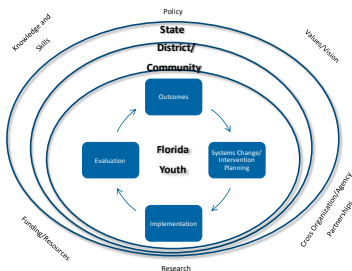 Policy
Knowledge and
Skills
State
District/
Community
Values/Vision
Outcomes
Evaluation
Florida
Youth
Systems Change/
Intervention
Planning
Implementation
Funding/Resources
Cross Organization/Agency
Partnerships
Research